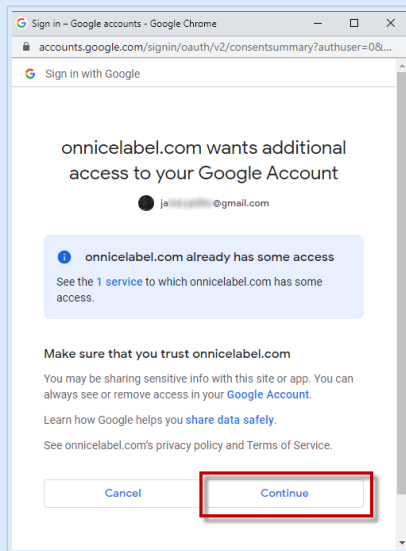 Sign in – Google accounts - Google Chrome
accounts.google.com/signin/oauth/v2/consentsummary?authuser=0&...
Sign in with Google
onnicelabel.com wants additional
access to your Google Account
ja @gmail.com
onnicelabel.com already has some access
See the 1 service to which onnicelabel.com has some
access.
Make sure that you trust onnicelabel.com
You may be sharing sensitive info with this site or app. You can
always see or remove access in your Google Account.
Learn how Google helps you share data safely.
See onnicelabel.com's privacy policy and Terms of Service.
Cancel
Continue